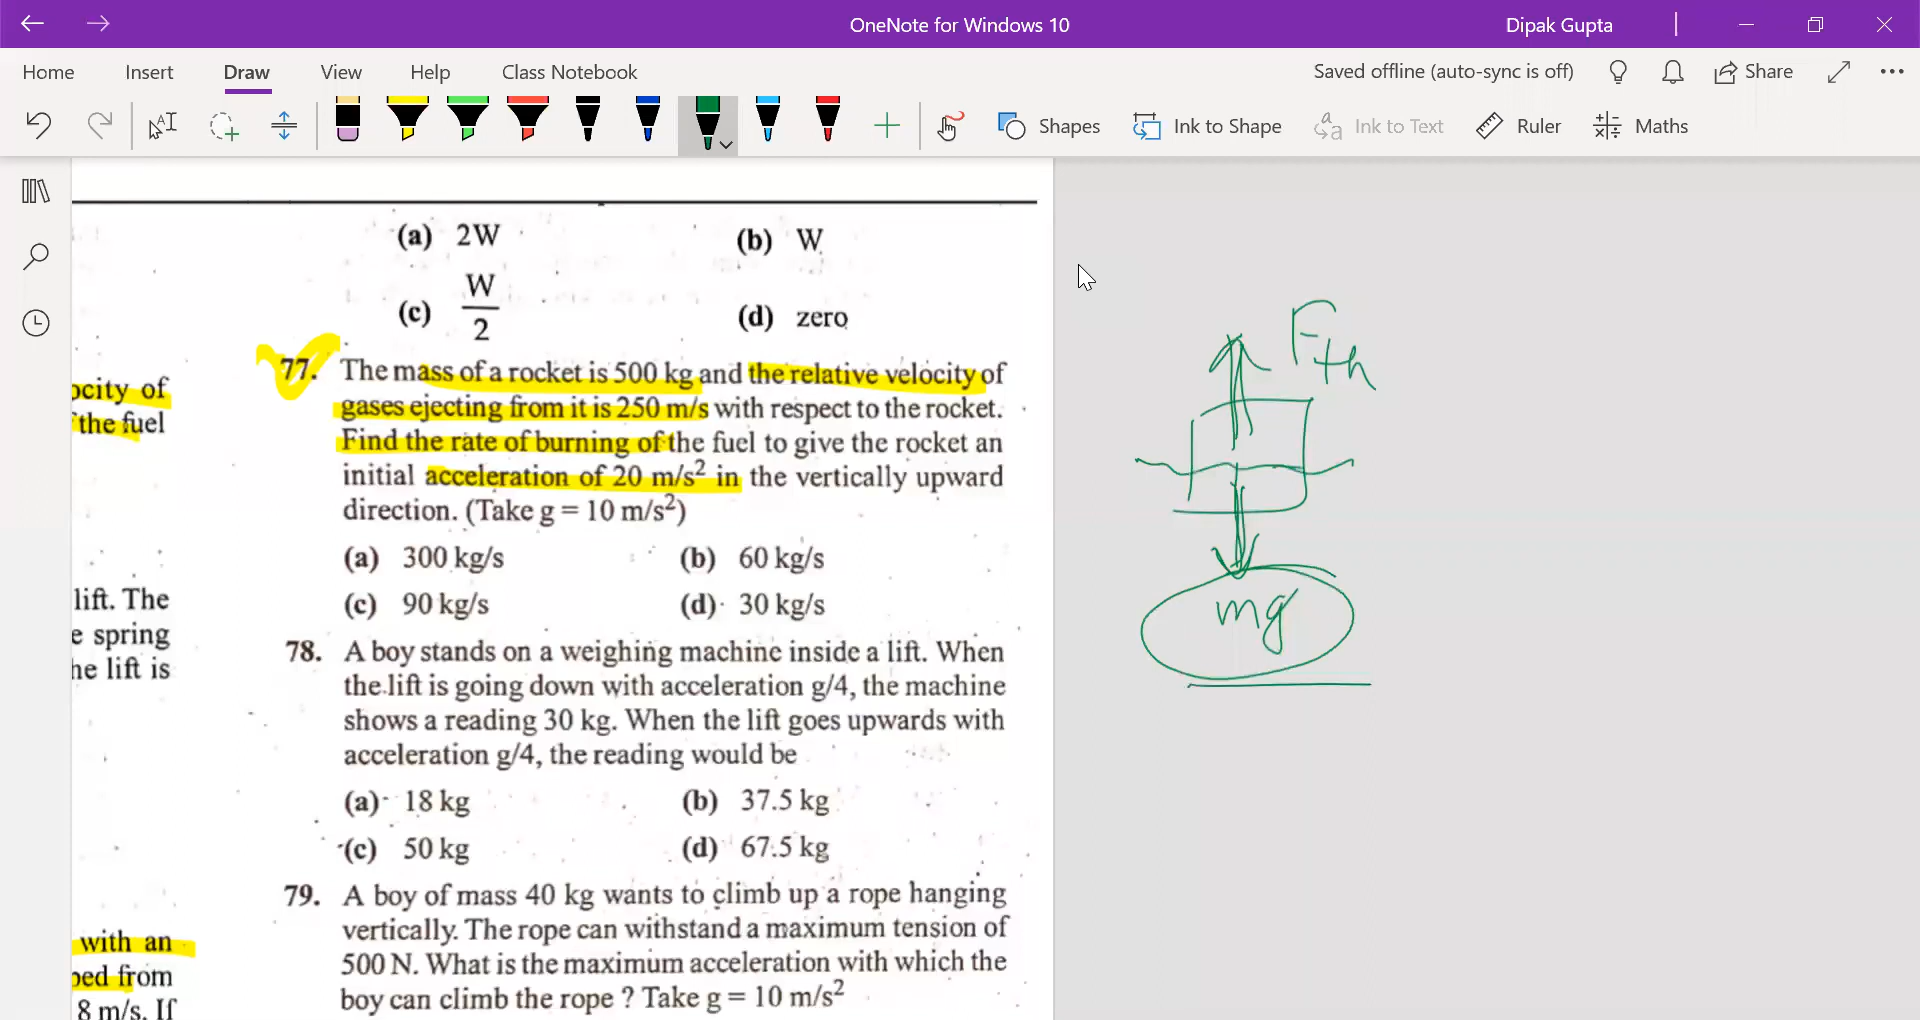 OneNote for Windows 10
Dipak Gupta
Home Insert Draw View Help Class Notebook
Saved offline (auto-sync is off) Share
Shapes Ink to Shape Ink to Text Ruler Maths
(a) 2W (b) W
(c) W/2 (d) zero
77. The mass of a rocket is 500 kg and the relative velocity of
gases ejecting from it is 250 m/s with respect to the rocket.
Find the rate of burning of the fuel to give the rocket an
initial acceleration of 20 m/s² in the vertically upward
direction. (Take g = 10 m/s²)
(a) 300 kg/s (b) 60 kg/s
(c) 90 kg/s (d) 30 kg/s
78. A boy stands on a weighing machine inside a lift. When
the lift is going down with acceleration g/4, the machine
shows a reading 30 kg. When the lift goes upwards with
acceleration g/4, the reading would be
(a) 18 kg (b) 37.5 kg
(c) 50 kg (d) 67.5 kg
79. A boy of mass 40 kg wants to climb up a rope hanging
vertically. The rope can withstand a maximum tension of
500 N. What is the maximum acceleration with which the
boy can climb the rope ? Take g = 10 m/s²
ocity of
the fuel
lift. The
e spring
he lift is
with an
ped from
8 m/s. If
Fth
mg